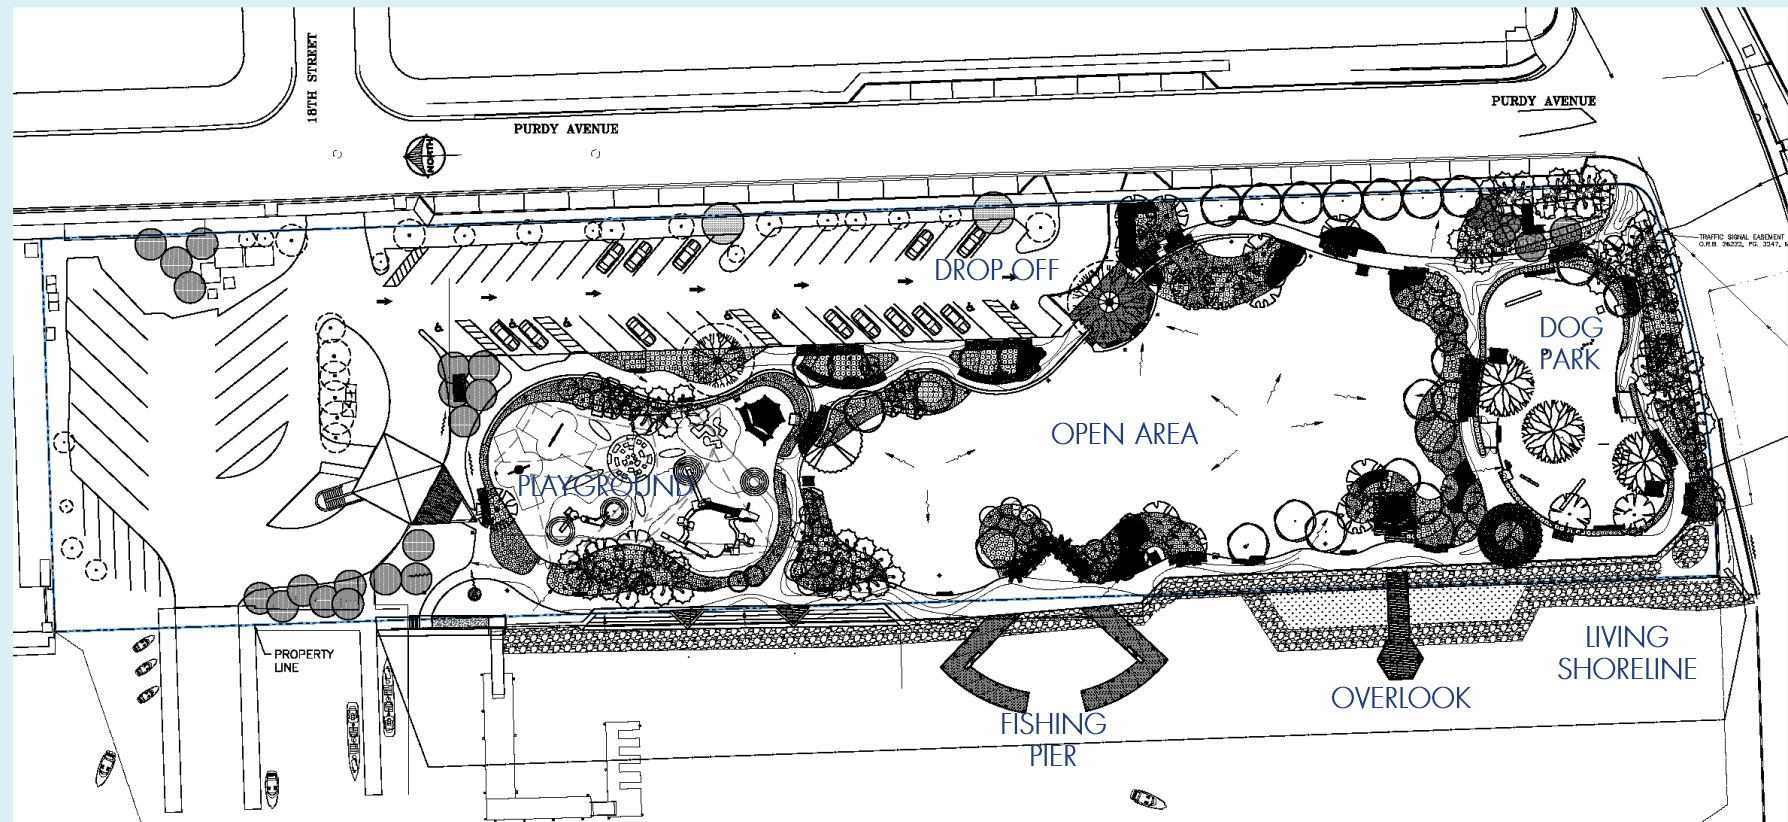 18TH STREET
PURDY AVENUE
PURDY AVENUE
NORTH
TRAFFIC SIGNAL EASEMENT
DROP OFF
DOG
PARK
OPEN AREA
PLAYGROUND
PROPERTY
LINE
LIVING
SHORELINE
OVERLOOK
FISHING
PIER